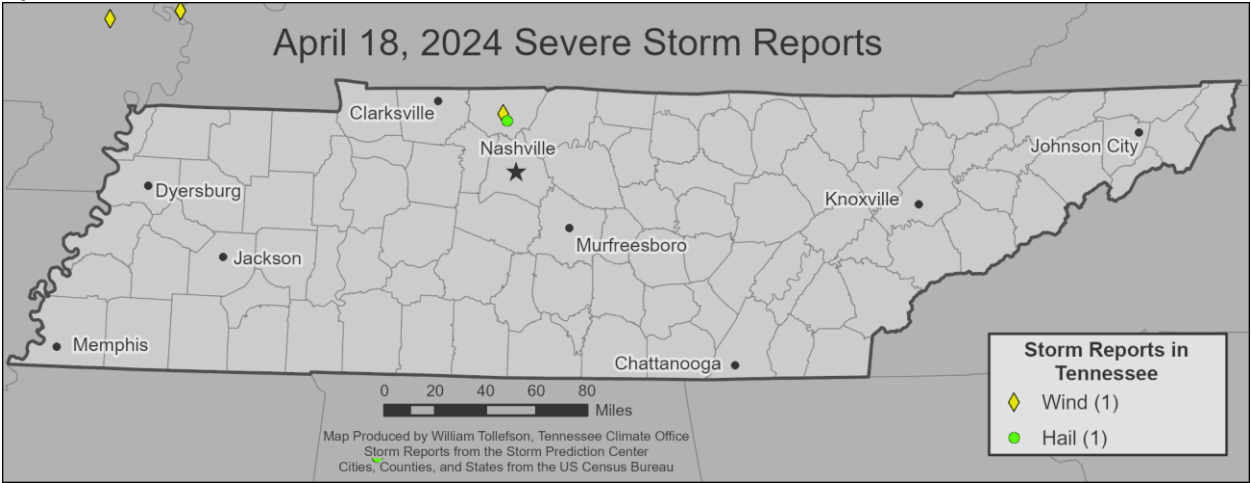 April 18, 2024 Severe Storm Reports
Clarksville
Nashville
Johnson City
Dyersburg
Knoxville
Murfreesboro
Jackson
Memphis
Chattanooga
Storm Reports in
Tennessee
Wind (1)
Hail (1)
0 20 40 60 80
Miles
Map Produced by William Tollefson, Tennessee Climate Office
Storm Reports from the Storm Prediction Center
Cities, Counties, and States from the US Census Bureau